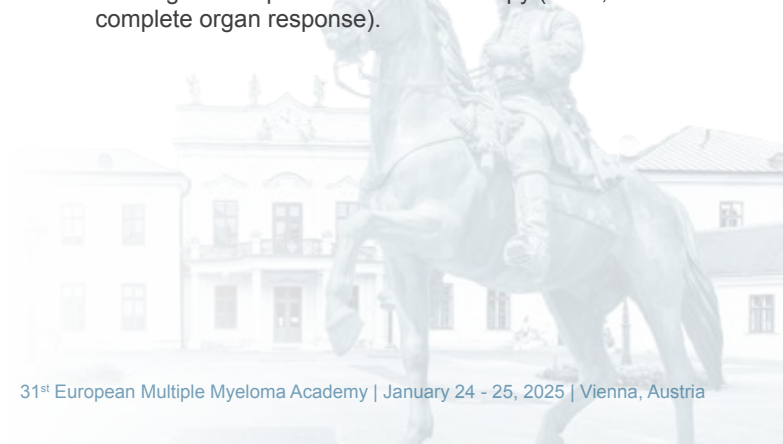 complete organ response).
31st European Multiple Myeloma Academy | January 24 - 25, 2025 | Vienna, Austria